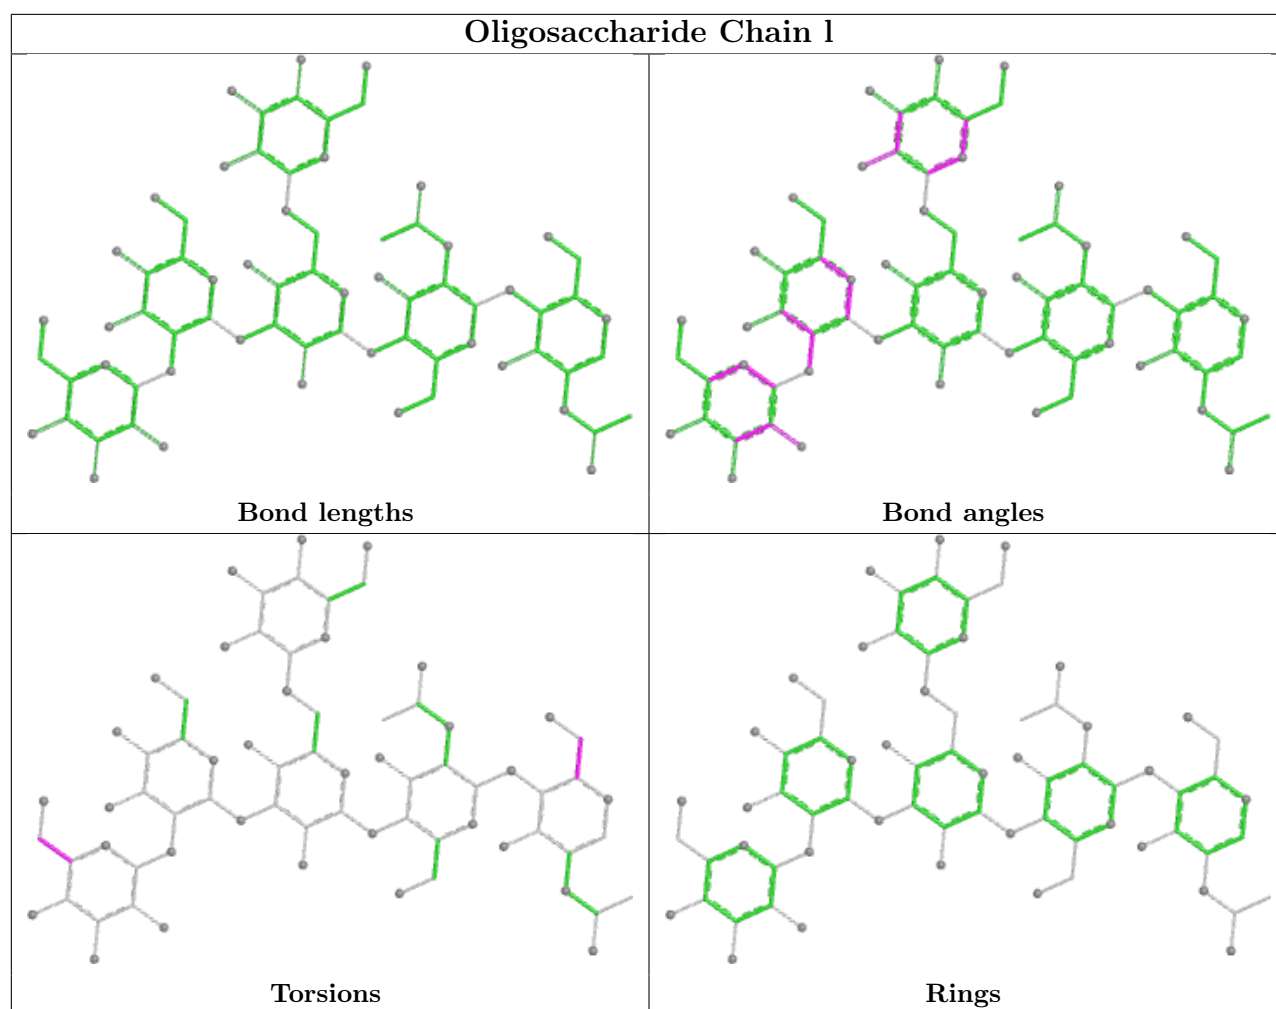 Oligosaccharide Chain l
Bond lengths
Bond angles
Torsions
Rings